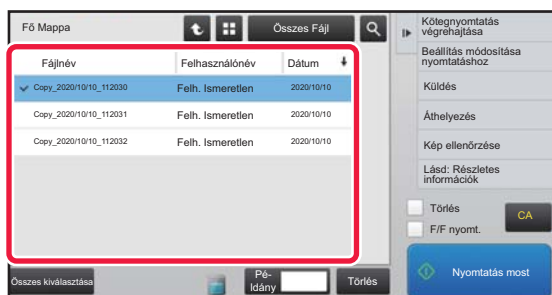 Fő Mappa
Összes Fájl
Fájlnév Felhasználónév Dátum
Copy_2020/10/10_112030 Felh. Ismeretlen 2020/10/10
Copy_2020/10/10_112031 Felh. Ismeretlen 2020/10/10
Copy_2020/10/10_112032 Felh. Ismeretlen 2020/10/10
Összes kiválasztása
Pé-
ldány
Törlés
Kötegnyomtatás
végrehajtása
Beállítás módosítása
nyomtatáshoz
Küldés
Áthelyezés
Kép ellenőrzése
Lásd: Részletes
információk
Törlés
F/F nyomt.
CA
Nyomtatás most